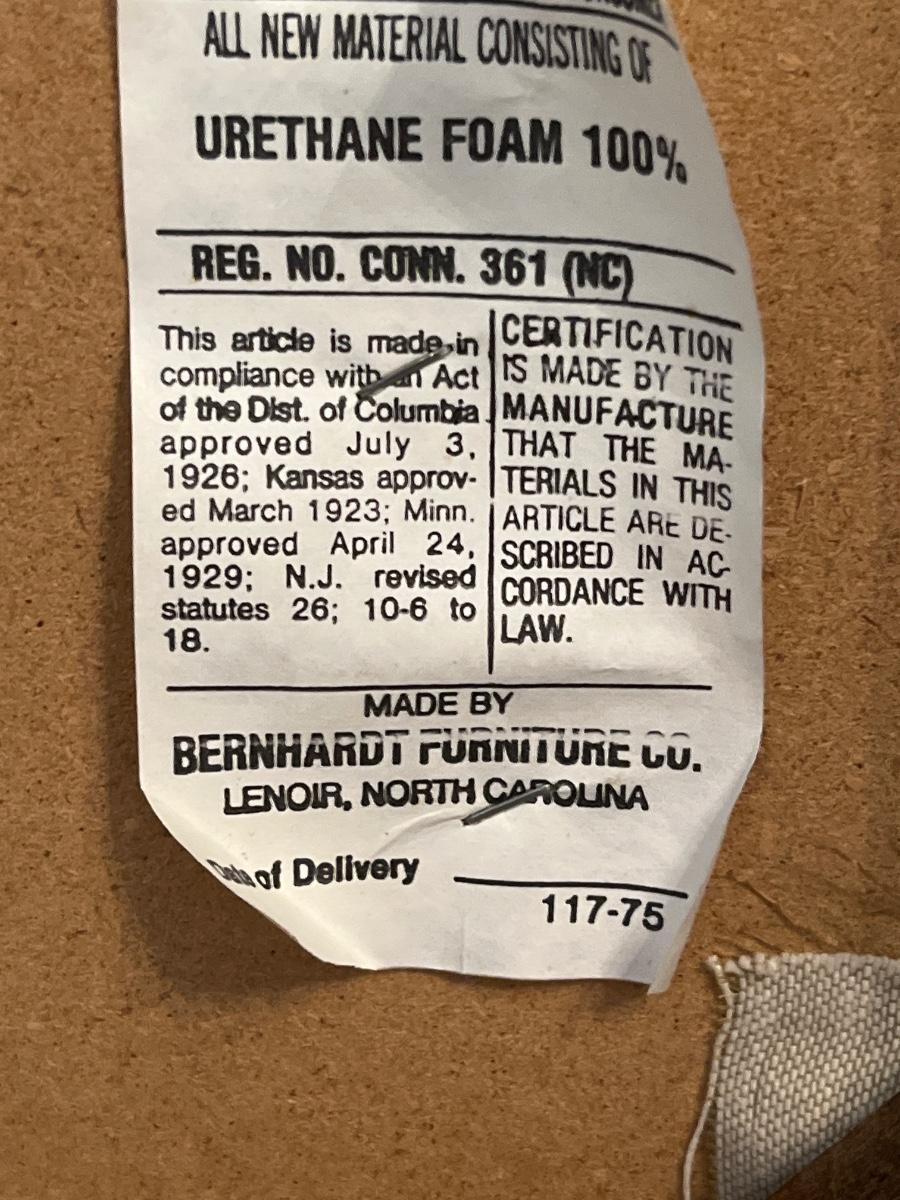 ALL NEW MATERIAL CONSISTING OF
URETHANE FOAM 100%
REG. NO. CONN. 361 (NC)
This article is made in
compliance with an Act
of the Dist. of Columbia
approved July 3,
1926; Kansas approv-
ed March 1923; Minn.
approved April 24,
1929; N.J. revised
statutes 26; 10-6 to
18.
CERTIFICATION
IS MADE BY THE
MANUFACTURE
THAT THE MA-
TERIALS IN THIS
ARTICLE ARE DE-
SCRIBED IN AC-
CORDANCE WITH
LAW.
MADE BY
BERNHARDT FURNITURE CO.
LENOIR, NORTH CAROLINA
Date of Delivery
117-75